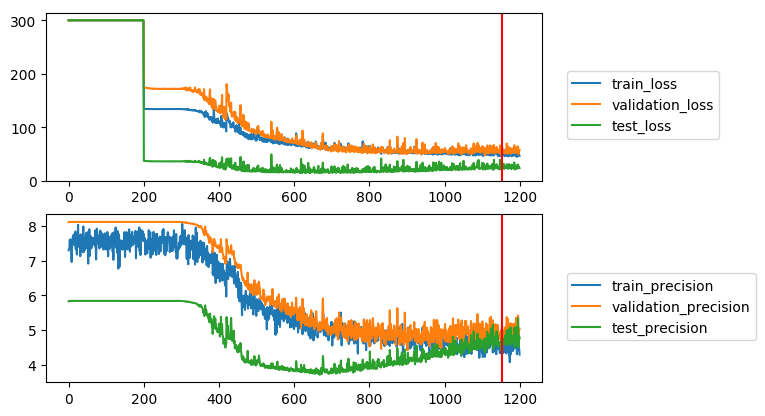 300
200
100
0
0 200 400 600 800 1000 1200
train_loss
validation_loss
test_loss
8
7
6
5
4
0 200 400 600 800 1000 1200
train_precision
validation_precision
test_precision